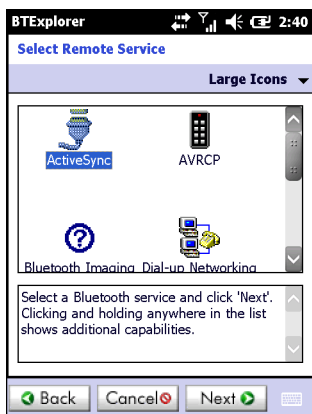 BTExplorer 2:40
Select Remote Service
Large Icons
ActiveSync AVRCP
Bluetooth Imaging Dial-up Networking
Select a Bluetooth service and click 'Next'.
Clicking and holding anywhere in the list
shows additional capabilities.
Back Cancel Next